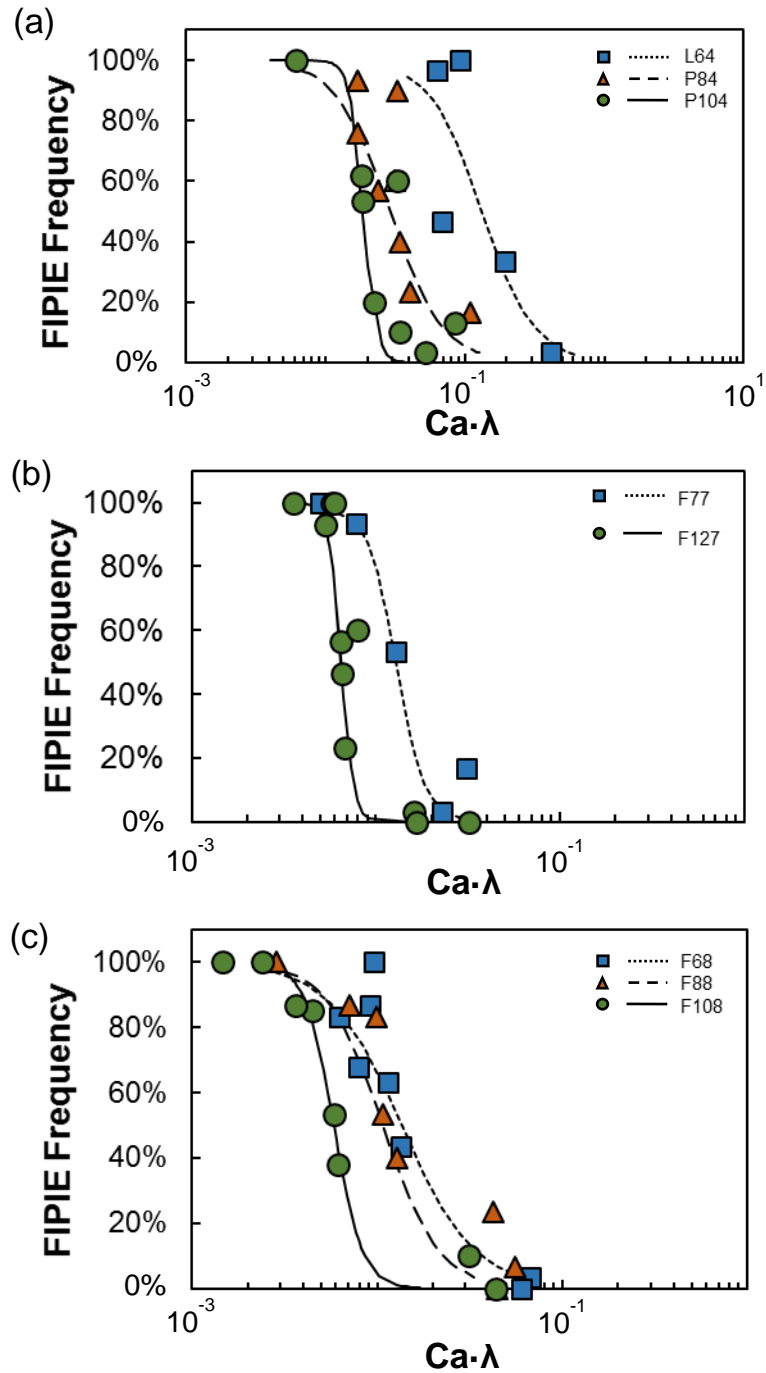 (a)
FIPIE Frequency
100%
80%
60%
40%
20%
0%
L64
P84
P104
10-3
10-1
101
Ca·λ
(b)
FIPIE Frequency
100%
80%
60%
40%
20%
0%
F77
F127
10-3
10-1
Ca·λ
(c)
FIPIE Frequency
100%
80%
60%
40%
20%
0%
F68
F88
F108
10-3
10-1
Ca·λ